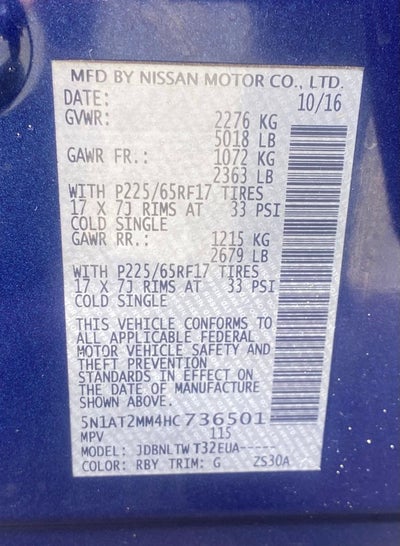 MFD BY NISSAN MOTOR CO., LTD.
DATE: 10/16
GVWR: 2276 KG
5018 LB
GAWR FR.: 1072 KG
2363 LB
WITH P225/65RF17 TIRES
17 X 7J RIMS AT 33 PSI
COLD SINGLE
GAWR RR.: 1215 KG
2679 LB
WITH P225/65RF17 TIRES
17 X 7J RIMS AT 33 PSI
COLD SINGLE
THIS VEHICLE CONFORMS TO
ALL APPLICABLE FEDERAL
MOTOR VEHICLE SAFETY AND
THEFT PREVENTION
STANDARDS IN EFFECT ON
THE DATE OF MANUFACTURE
SHOWN ABOVE.
5N1AT2MM4HC736501
MPV 115
MODEL: JDBNLTW T32EUA-----
COLOR: RBY TRIM: G ZS30A